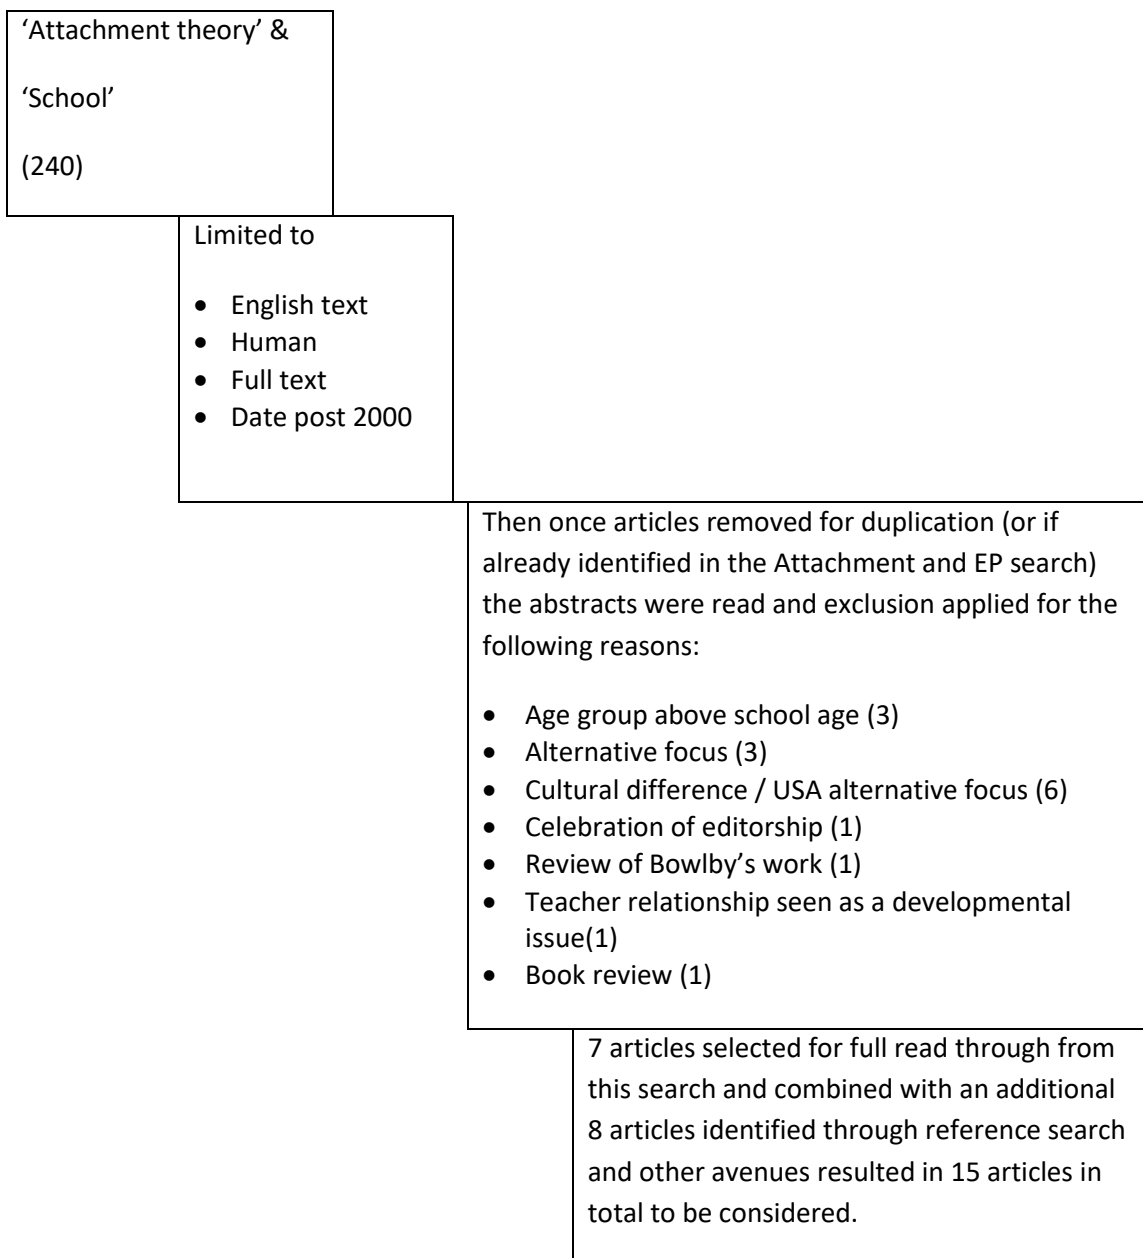 ‘Attachment theory’ &
‘School’
(240)
Limited to
• English text
• Human
• Full text
• Date post 2000
Then once articles removed for duplication (or if
already identified in the Attachment and EP search)
the abstracts were read and exclusion applied for the
following reasons:
• Age group above school age (3)
• Alternative focus (3)
• Cultural difference / USA alternative focus (6)
• Celebration of editorship (1)
• Review of Bowlby’s work (1)
• Teacher relationship seen as a developmental
issue(1)
• Book review (1)
7 articles selected for full read through from
this search and combined with an additional
8 articles identified through reference search
and other avenues resulted in 15 articles in
total to be considered.